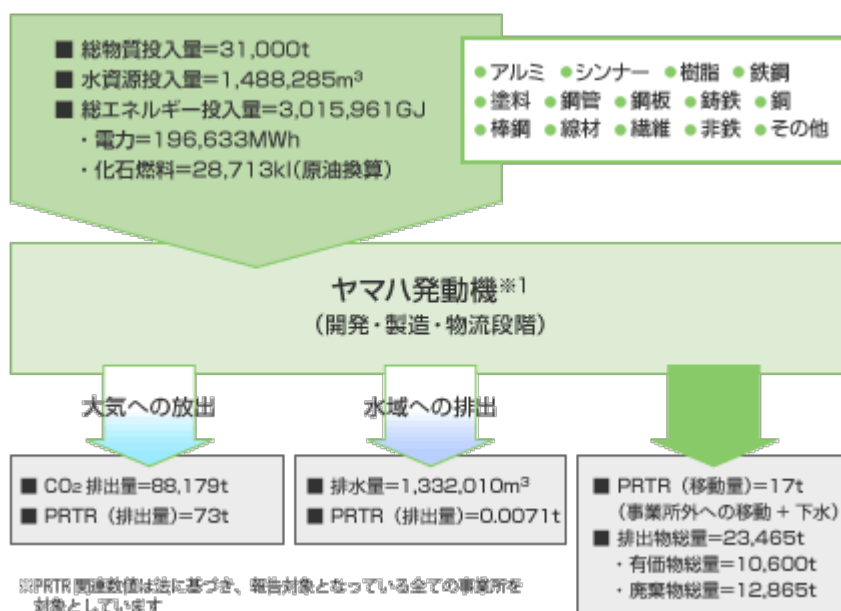 ■ 総物質投入量=31,000t
■ 水資源投入量=1,488,285m³
■ 総エネルギー投入量=3,015,961GJ
・電力=196,633MWh
・化石燃料=28,713kl(原油換算)
●アルミ ●シンナー ●樹脂 ●鉄鋼
●塗料 ●鋼管 ●鋼板 ●鋳鉄 ●銅
●棒鋼 ●線材 ●繊維 ●非鉄 ●その他
ヤマハ発動機※1
(開発・製造・物流段階)
大気への放出
■ CO₂排出量=88,179t
■ PRTR(排出量)=73t
水域への排出
■ 排水量=1,332,010m³
■ PRTR(排出量)=0.0071t
■ PRTR(移動量)=17t
(事業所外への移動+下水)
■ 排出物総量=23,465t
・有価物総量=10,600t
・廃棄物総量=12,865t
※PRTR関連数値は法に基づき、報告対象となっている全ての事業所を
対象としています